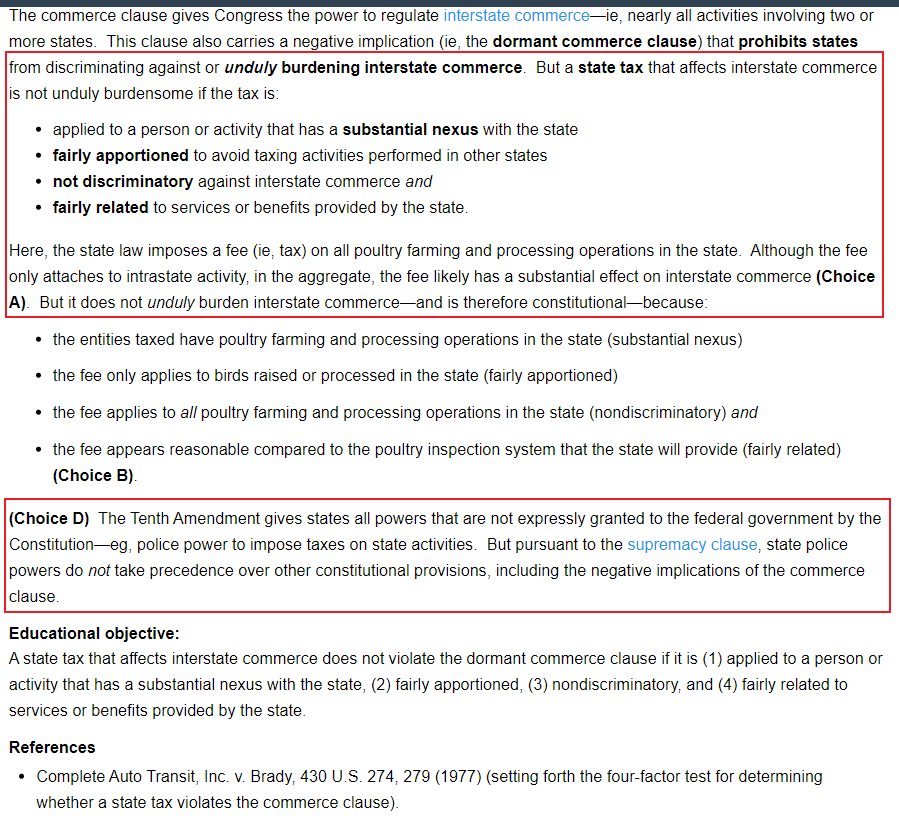 The commerce clause gives Congress the power to regulate interstate commerce—ie, nearly all activities involving two or
more states. This clause also carries a negative implication (ie, the dormant commerce clause) that prohibits states
from discriminating against or unduly burdening interstate commerce. But a state tax that affects interstate commerce
is not unduly burdensome if the tax is:
• applied to a person or activity that has a substantial nexus with the state
• fairly apportioned to avoid taxing activities performed in other states
• not discriminatory against interstate commerce and
• fairly related to services or benefits provided by the state.
Here, the state law imposes a fee (ie, tax) on all poultry farming and processing operations in the state. Although the fee
only attaches to intrastate activity, in the aggregate, the fee likely has a substantial effect on interstate commerce (Choice
A). But it does not unduly burden interstate commerce—and is therefore constitutional—because:
• the entities taxed have poultry farming and processing operations in the state (substantial nexus)
• the fee only applies to birds raised or processed in the state (fairly apportioned)
• the fee applies to all poultry farming and processing operations in the state (nondiscriminatory) and
• the fee appears reasonable compared to the poultry inspection system that the state will provide (fairly related)
(Choice B).
(Choice D) The Tenth Amendment gives states all powers that are not expressly granted to the federal government by the
Constitution—eg, police power to impose taxes on state activities. But pursuant to the supremacy clause, state police
powers do not take precedence over other constitutional provisions, including the negative implications of the commerce
clause.
Educational objective:
A state tax that affects interstate commerce does not violate the dormant commerce clause if it is (1) applied to a person or
activity that has a substantial nexus with the state, (2) fairly apportioned, (3) nondiscriminatory, and (4) fairly related to
services or benefits provided by the state.
References
• Complete Auto Transit, Inc. v. Brady, 430 U.S. 274, 279 (1977) (setting forth the four-factor test for determining
whether a state tax violates the commerce clause).